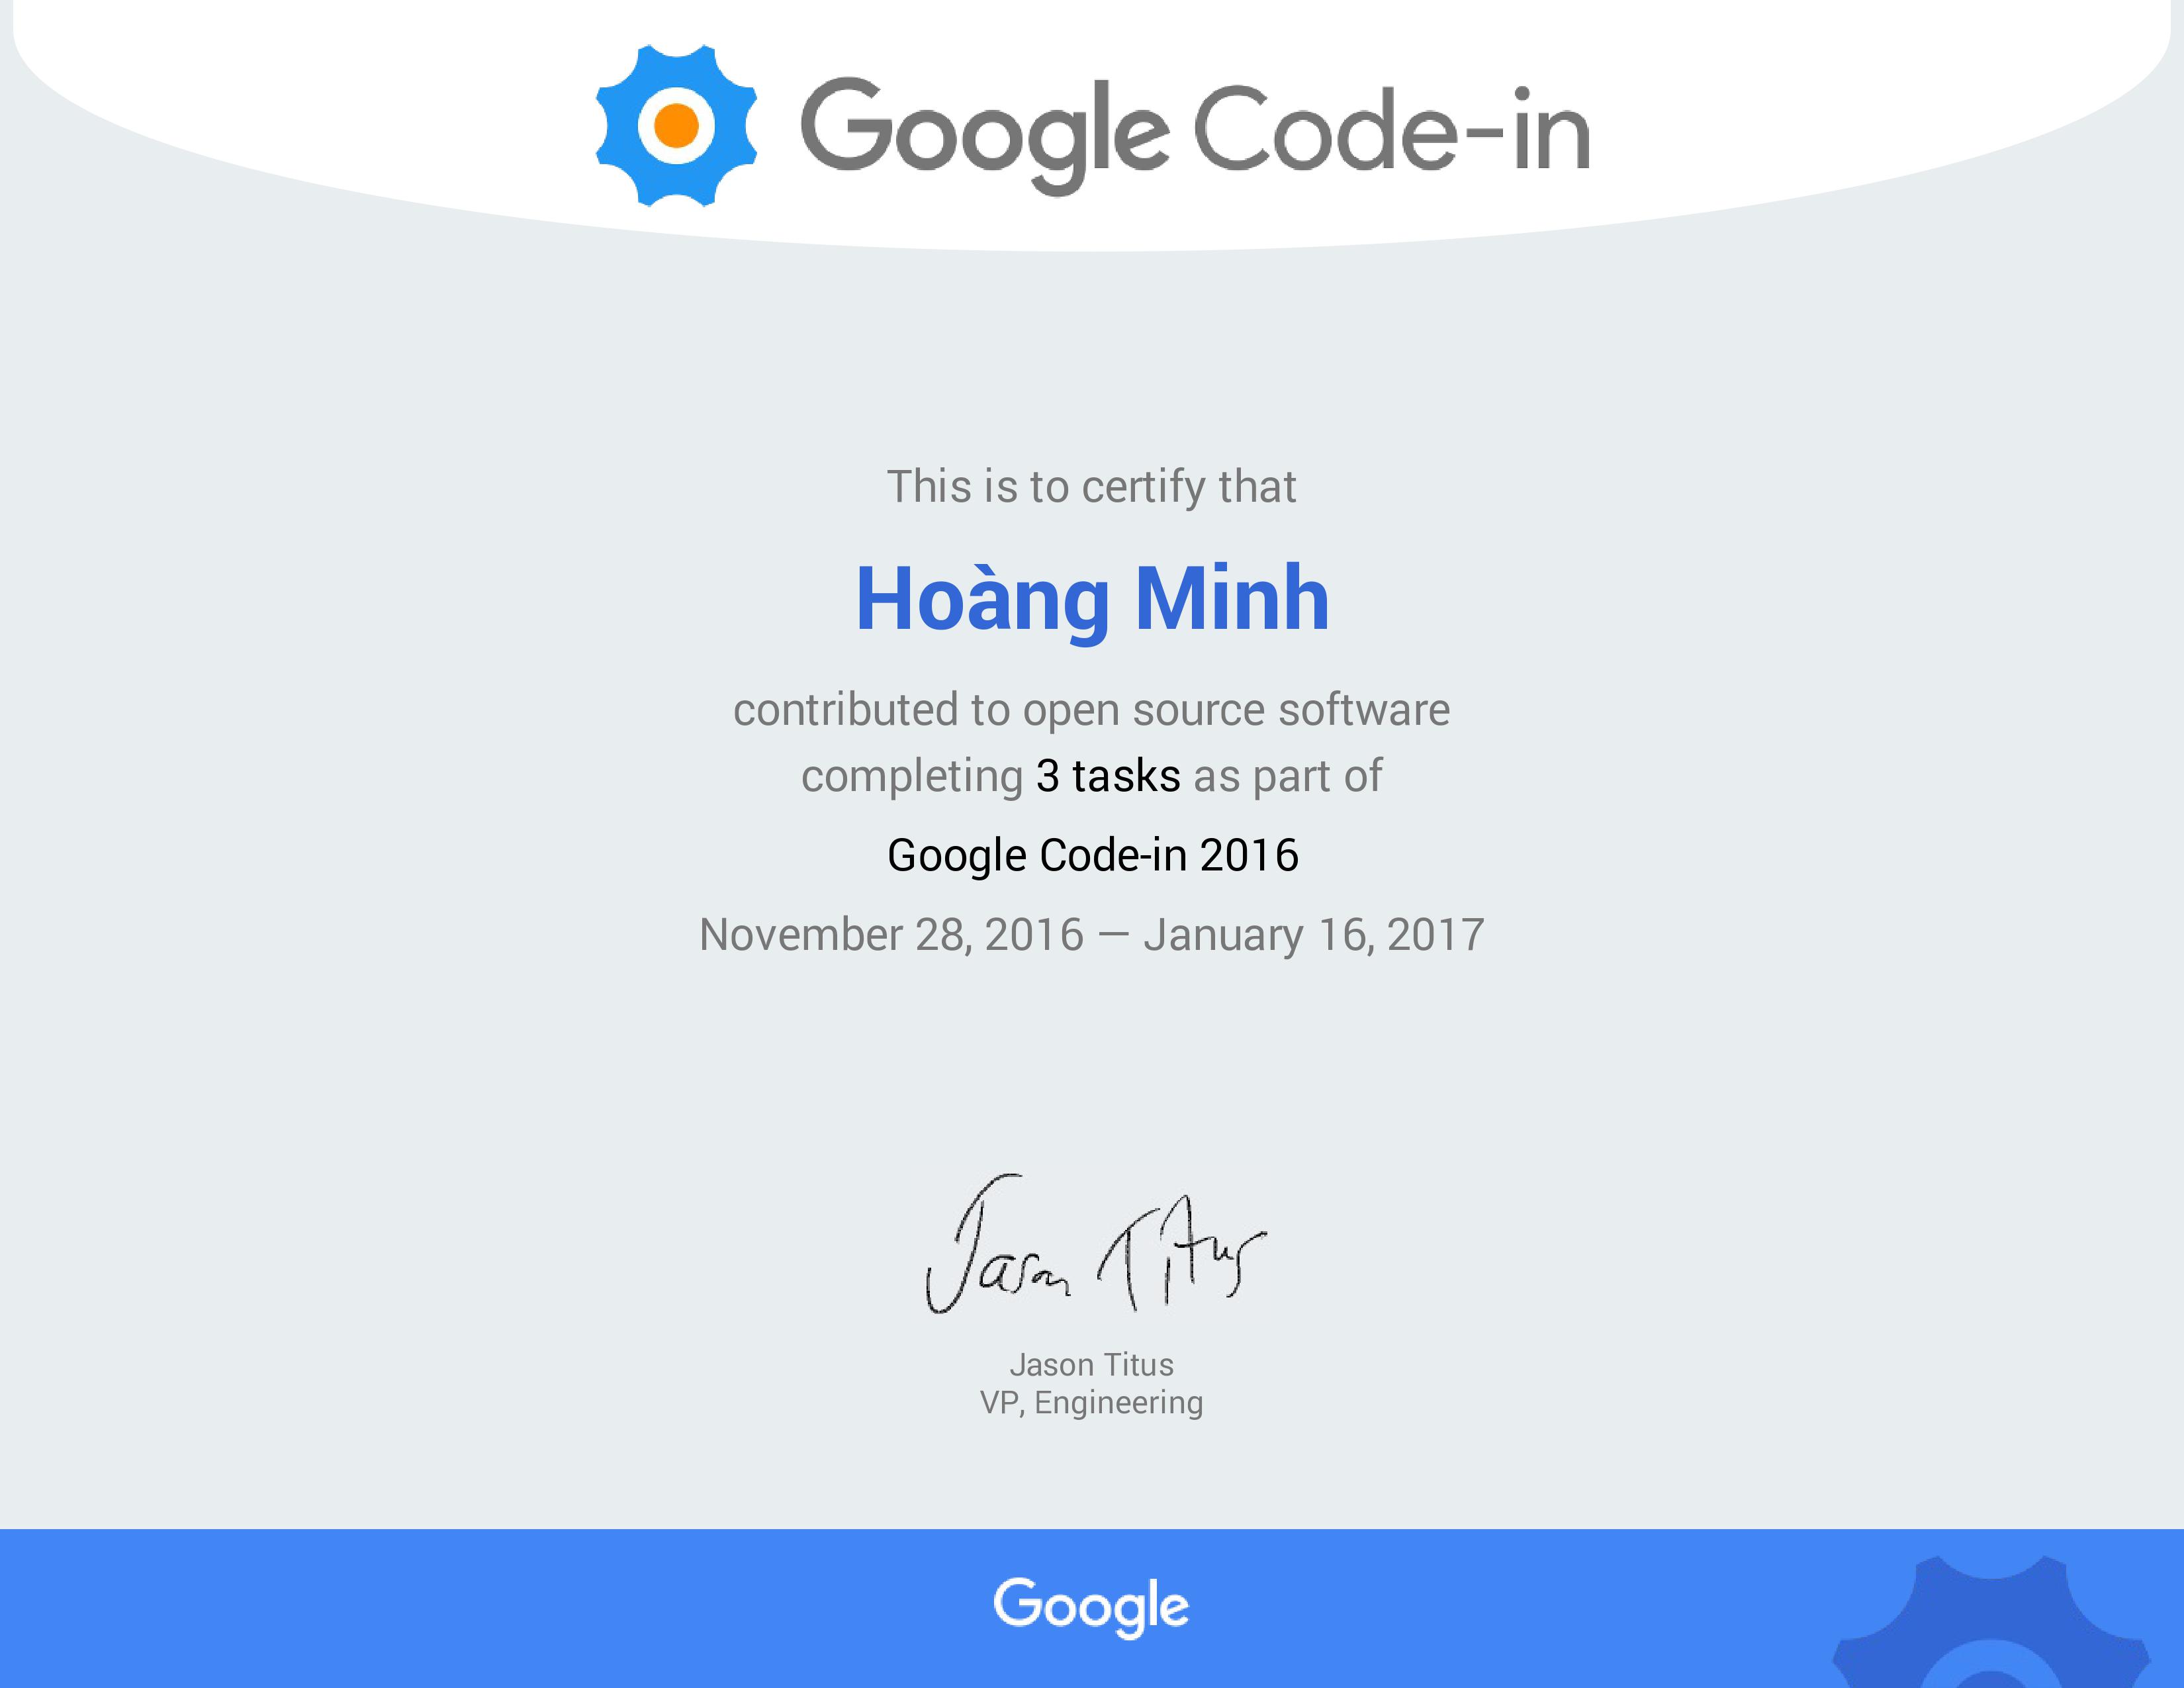 Google Code-in
This is to certify that
Hoàng Minh
contributed to open source software
completing 3 tasks as part of
Google Code-in 2016
November 28, 2016 — January 16, 2017
Jason Titus
Jason Titus
VP, Engineering
Google